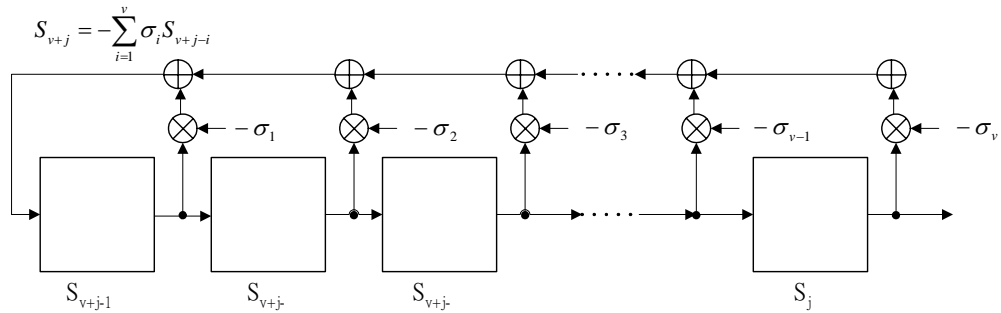 S_{v+j} = -\sum_{i=1}^{v} \sigma_i S_{v+j-i}
-σ_1 -σ_2 -σ_3 -σ_{v-1} -σ_v
S_{v+j-1} S_{v+j-} S_{v+j-} S_j